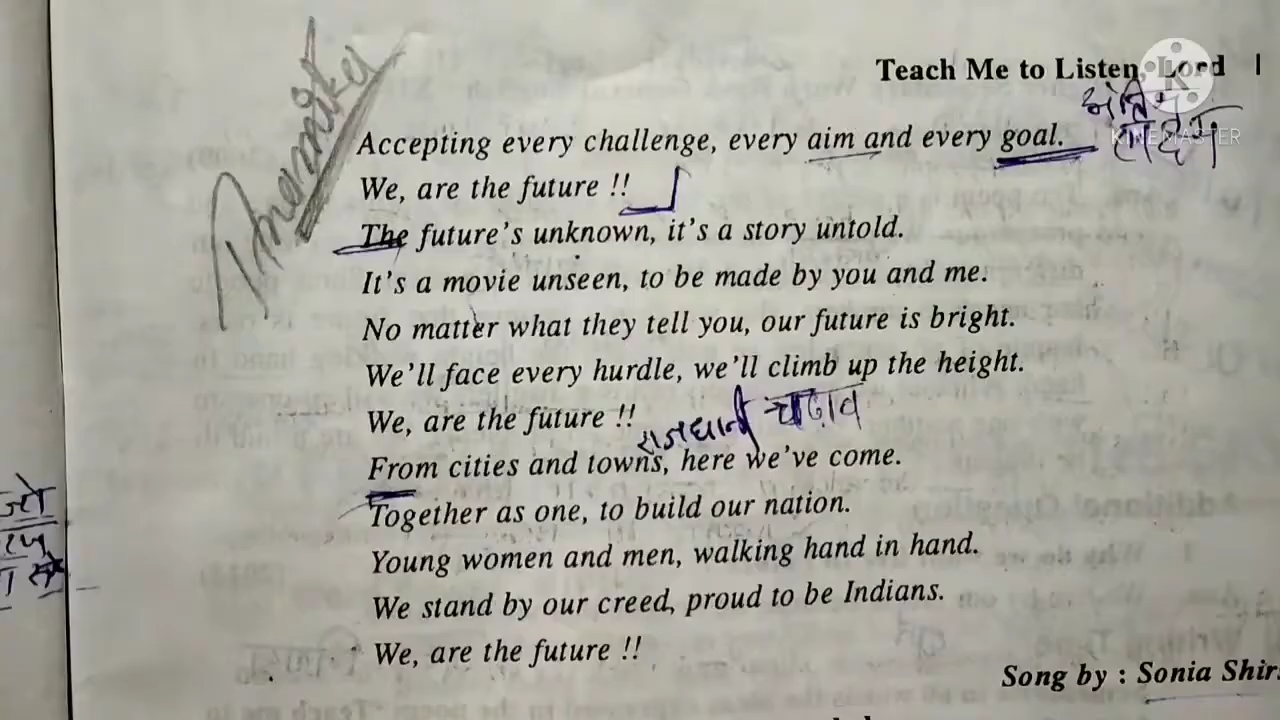 Teach Me to Listen, Lord
KINEMASTER
Accepting every challenge, every aim and every goal.
We, are the future !!
The future's unknown, it's a story untold.
It's a movie unseen, to be made by you and me.
No matter what they tell you, our future is bright.
We'll face every hurdle, we'll climb up the height.
We, are the future !!
From cities and towns, here we've come.
Together as one, to build our nation.
Young women and men, walking hand in hand.
We stand by our creed, proud to be Indians.
We, are the future !!
Song by : Sonia Shir